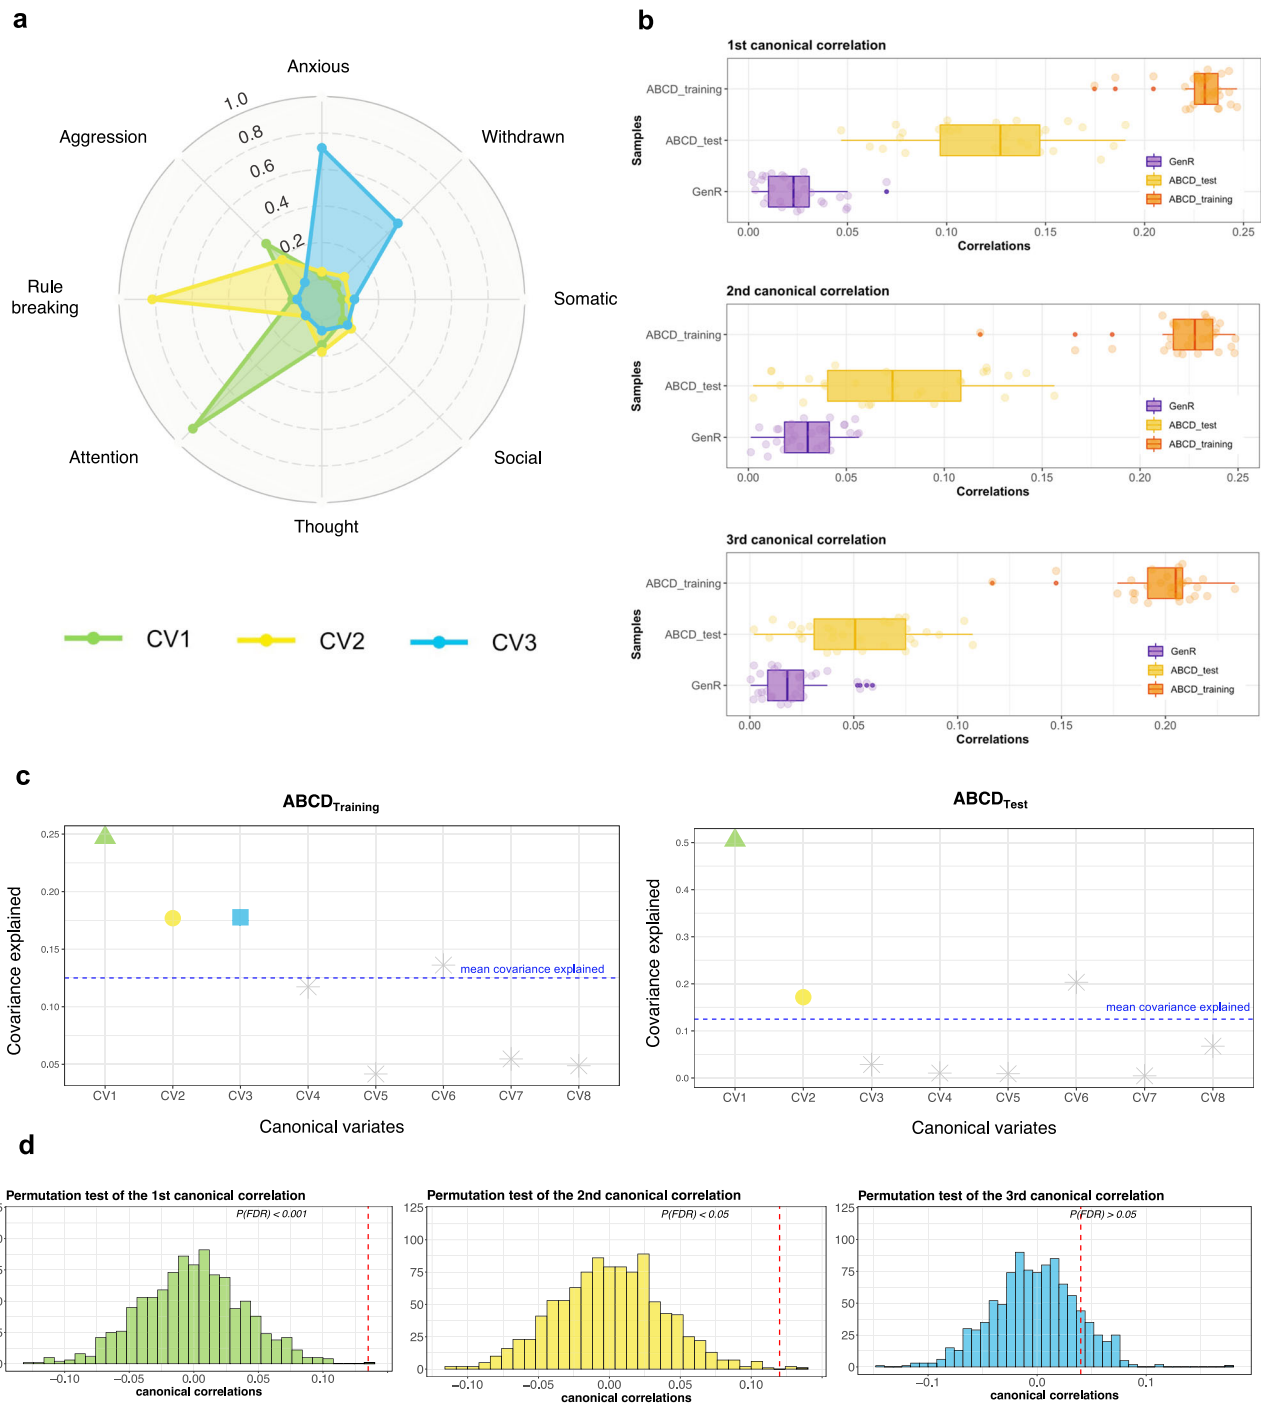 a
Anxious
Aggression
Withdrawn
1.0
0.8
0.6
0.4
0.2
Rule
breaking
Somatic
Attention
Social
Thought
CV1
CV2
CV3
b
1st canonical correlation
Samples
ABCD_training
ABCD_test
GenR
GenR
ABCD_test
ABCD_training
0.00 0.05 0.10 0.15 0.20 0.25
Correlations
2nd canonical correlation
Samples
ABCD_training
ABCD_test
GenR
GenR
ABCD_test
ABCD_training
0.00 0.05 0.10 0.15 0.20 0.25
Correlations
3rd canonical correlation
Samples
ABCD_training
ABCD_test
GenR
GenR
ABCD_test
ABCD_training
0.00 0.05 0.10 0.15 0.20
Correlations
c
ABCD Training
Covariance explained
0.25
0.20
0.15
0.10
0.05
mean covariance explained
CV1 CV2 CV3 CV4 CV5 CV6 CV7 CV8
Canonical variates
ABCD Test
Covariance explained
0.5
0.4
0.3
0.2
0.1
0.0
mean covariance explained
CV1 CV2 CV3 CV4 CV5 CV6 CV7 CV8
Canonical variates
d
Permutation test of the 1st canonical correlation
P(FDR) < 0.001
−0.10 −0.05 0.00 0.05 0.10
canonical correlations
Permutation test of the 2nd canonical correlation
P(FDR) < 0.05
125
100
75
50
25
0
−0.10 −0.05 0.00 0.05 0.10
canonical correlations
Permutation test of the 3rd canonical correlation
P(FDR) > 0.05
125
100
75
50
25
0
−0.1 0.0 0.1
canonical correlations